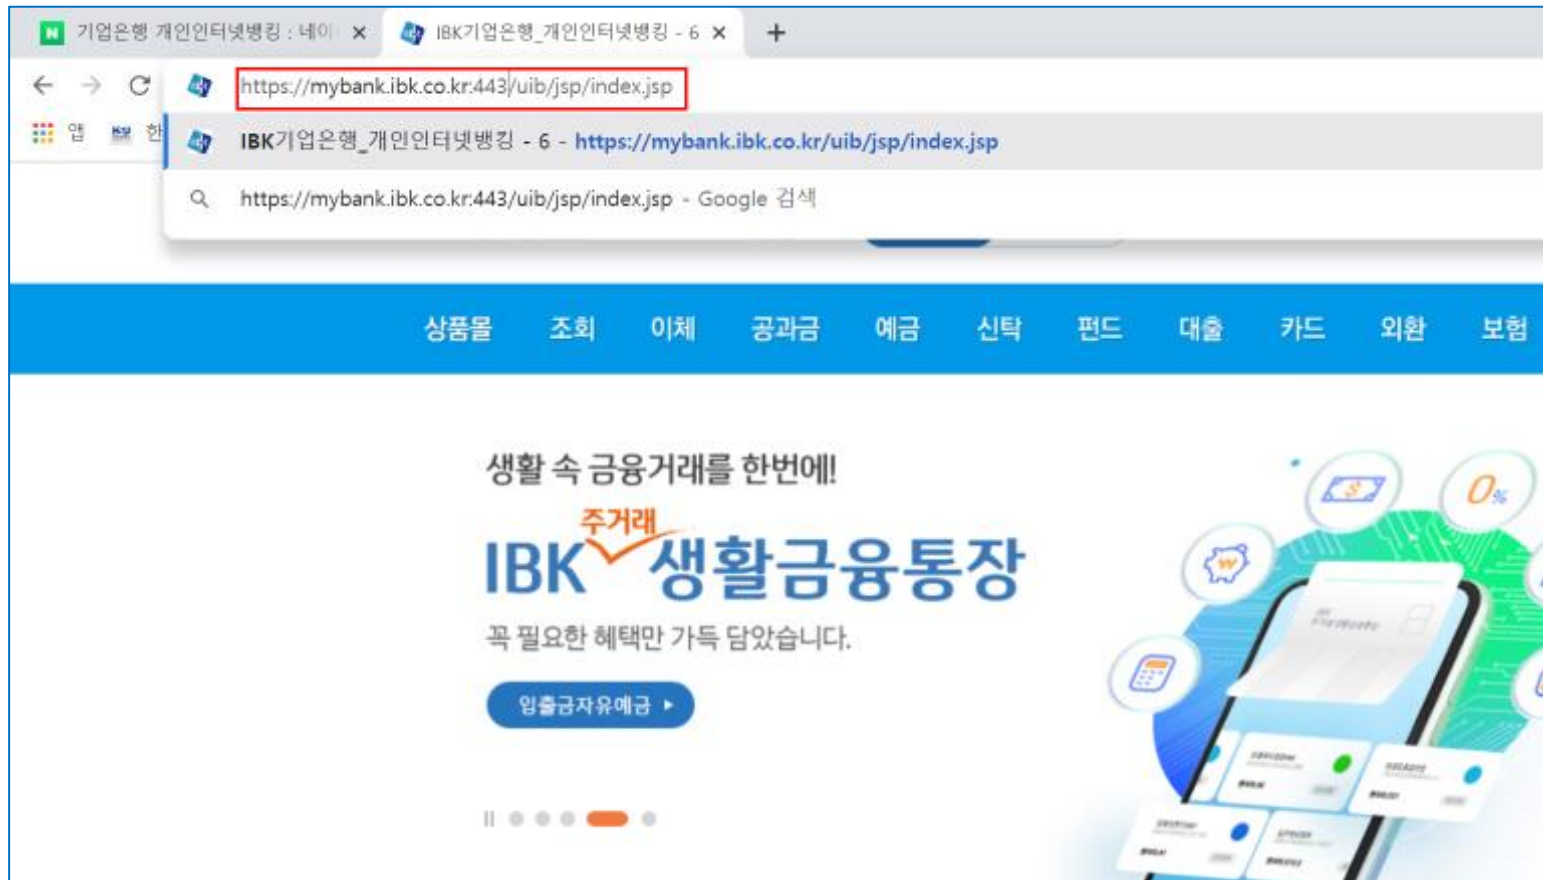 기업은행 개인인터넷뱅킹 : 네이
IBK기업은행_개인인터넷뱅킹 - 6
https://mybank.ibk.co.kr:443/uib/jsp/index.jsp
앱 한
IBK기업은행_개인인터넷뱅킹 - 6 - https://mybank.ibk.co.kr/uib/jsp/index.jsp
https://mybank.ibk.co.kr:443/uib/jsp/index.jsp - Google 검색
상품몰 조회 이체 공과금 예금 신탁 펀드 대출 카드 외환 보험
생활 속 금융거래를 한번에!
주거래
IBK 생활금융통장
꼭 필요한 혜택만 가득 담았습니다.
입출금자유예금
$
0%
W